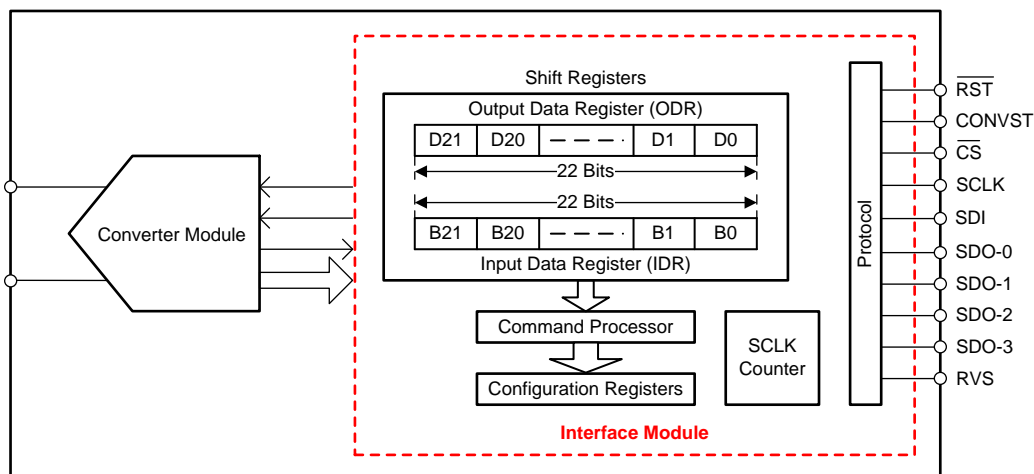 Shift Registers
Output Data Register (ODR)
D21 D20 D1 D0
22 Bits
22 Bits
B21 B20 B1 B0
Input Data Register (IDR)
Converter Module
Command Processor
Configuration Registers
SCLK
Counter
Interface Module
Protocol
RST
CONVST
CS
SCLK
SDI
SDO-0
SDO-1
SDO-2
SDO-3
RVS